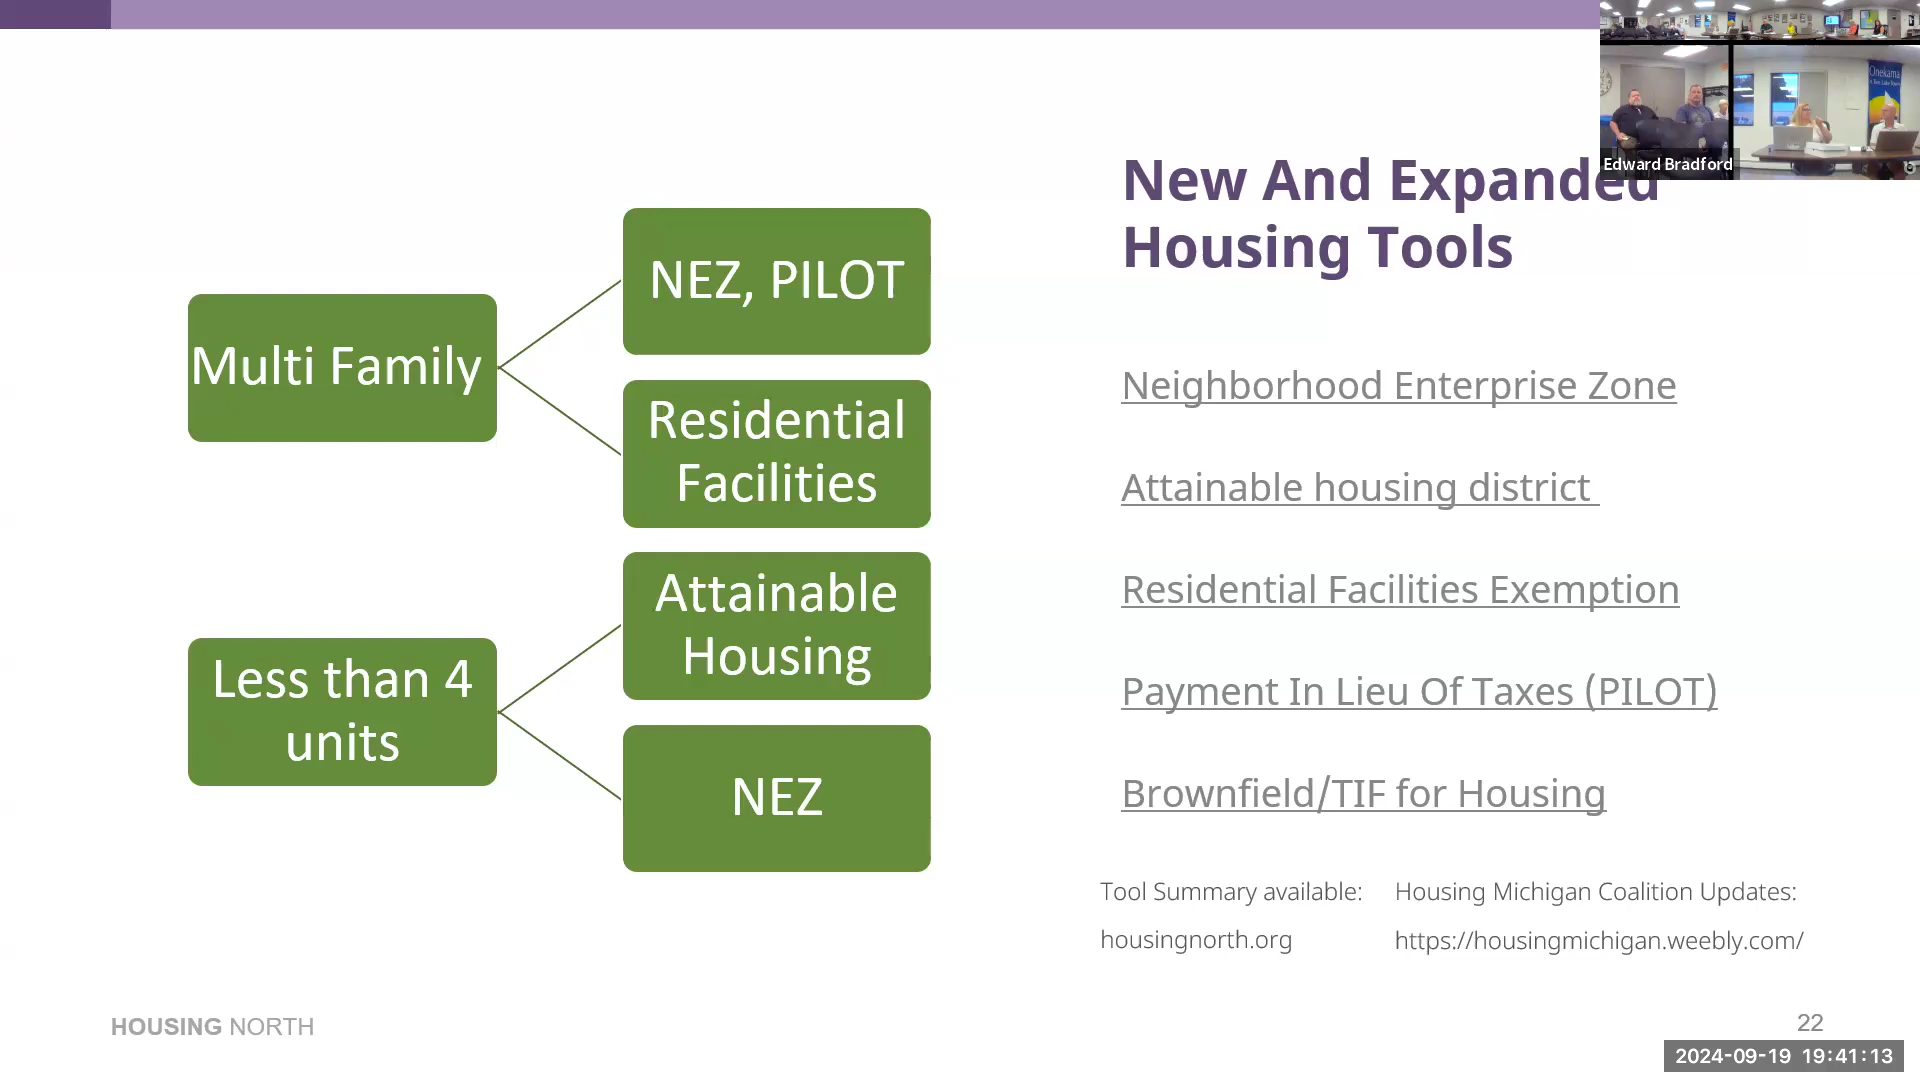 Onekama
Edward Bradford
New And Expanded
Housing Tools
NEZ, PILOT
Multi Family
Residential
Facilities
Attainable
Housing
Less than 4
units
NEZ
Neighborhood Enterprise Zone
Attainable housing district
Residential Facilities Exemption
Payment In Lieu Of Taxes (PILOT)
Brownfield/TIF for Housing
Tool Summary available:
housingnorth.org
Housing Michigan Coalition Updates:
https://housingmichigan.weebly.com/
HOUSING NORTH
22
2024-09-19 19:41:13